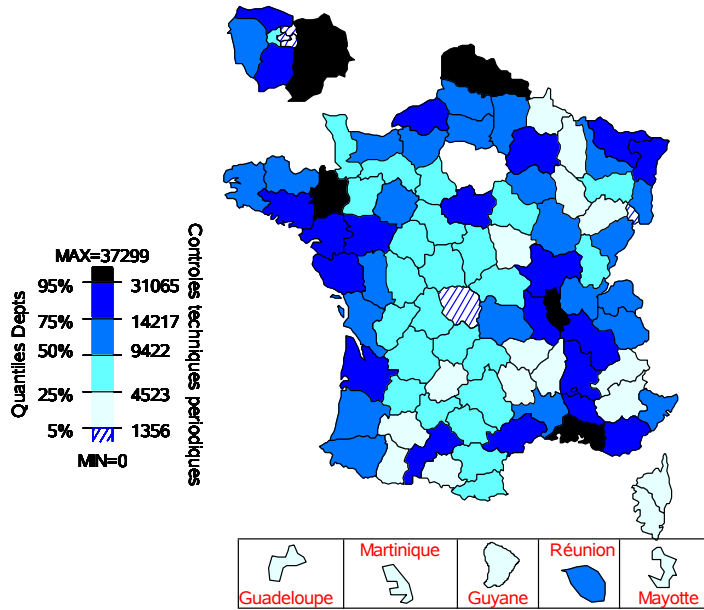 MAX=37299
95% 31065
75% 14217
50% 9422
25% 4523
5% 1356
MIN=0
Quantiles Depts
Controles techniques periodiques
Guadeloupe
Martinique
Guyane
Réunion
Mayotte